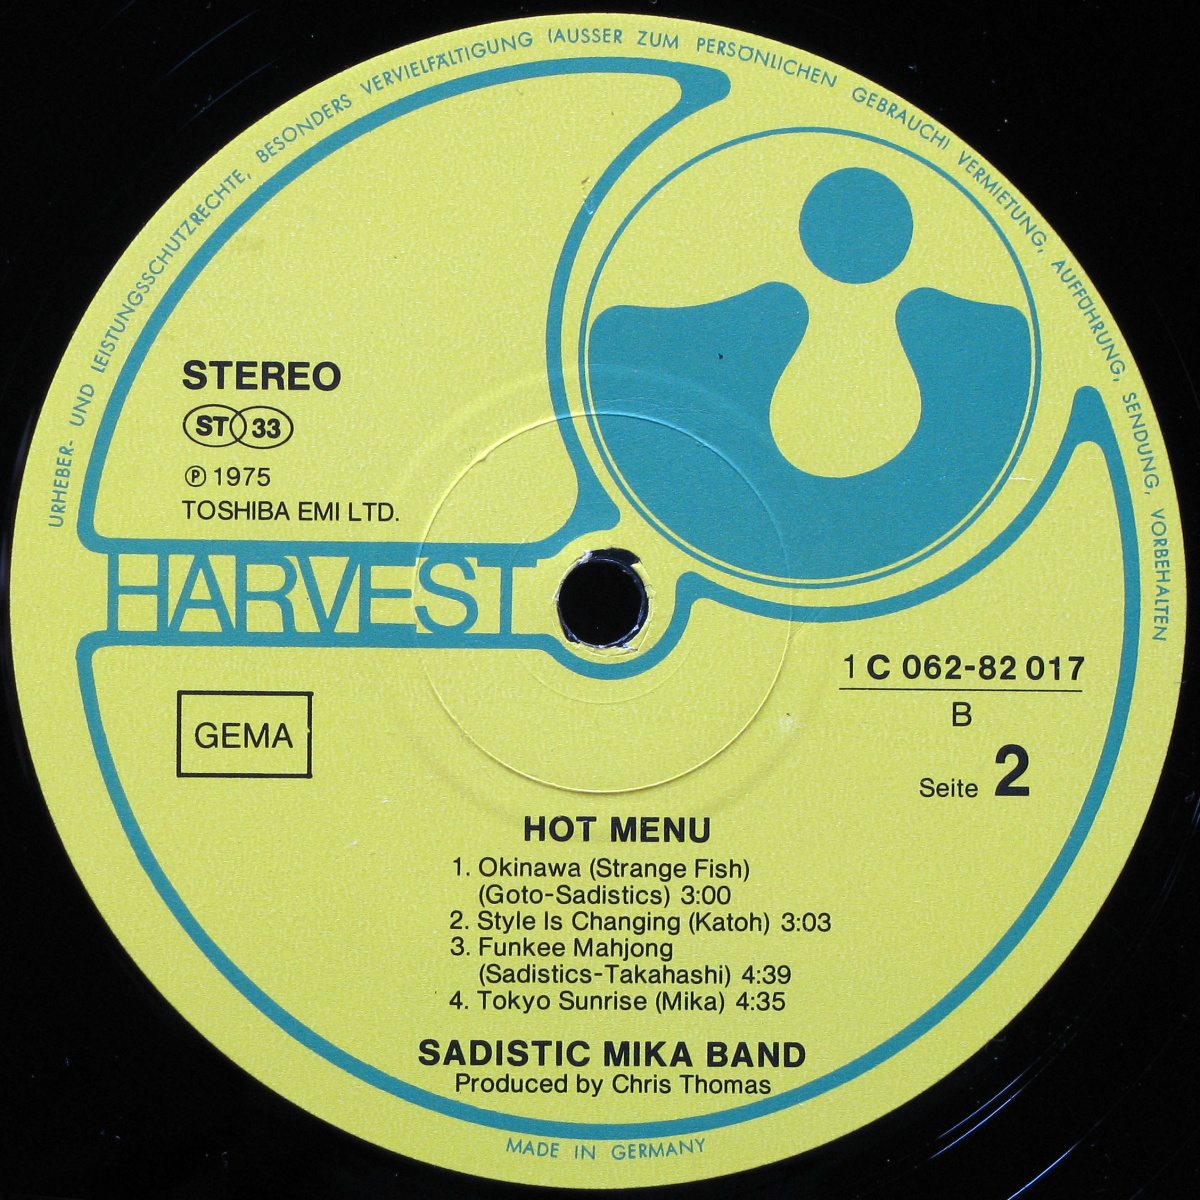 URHEBER- UND LEISTUNGSSCHUTZRECHTE, BESONDERS VERVIELFÄLTIGUNG (AUSSER ZUM PERSÖNLICHEN GEBRAUCH) VERMIETUNG, AUFFÜHRUNG, SENDUNG, VORBEHALTEN
STEREO
ST 33
Ⓟ 1975
TOSHIBA EMI LTD.
HARVEST
1 C 062-82 017
B
Seite 2
GEMA
HOT MENU
1. Okinawa (Strange Fish)
(Goto-Sadistics) 3:00
2. Style Is Changing (Katoh) 3:03
3. Funkee Mahjong
(Sadistics-Takahashi) 4:39
4. Tokyo Sunrise (Mika) 4:35
SADISTIC MIKA BAND
Produced by Chris Thomas
MADE IN GERMANY